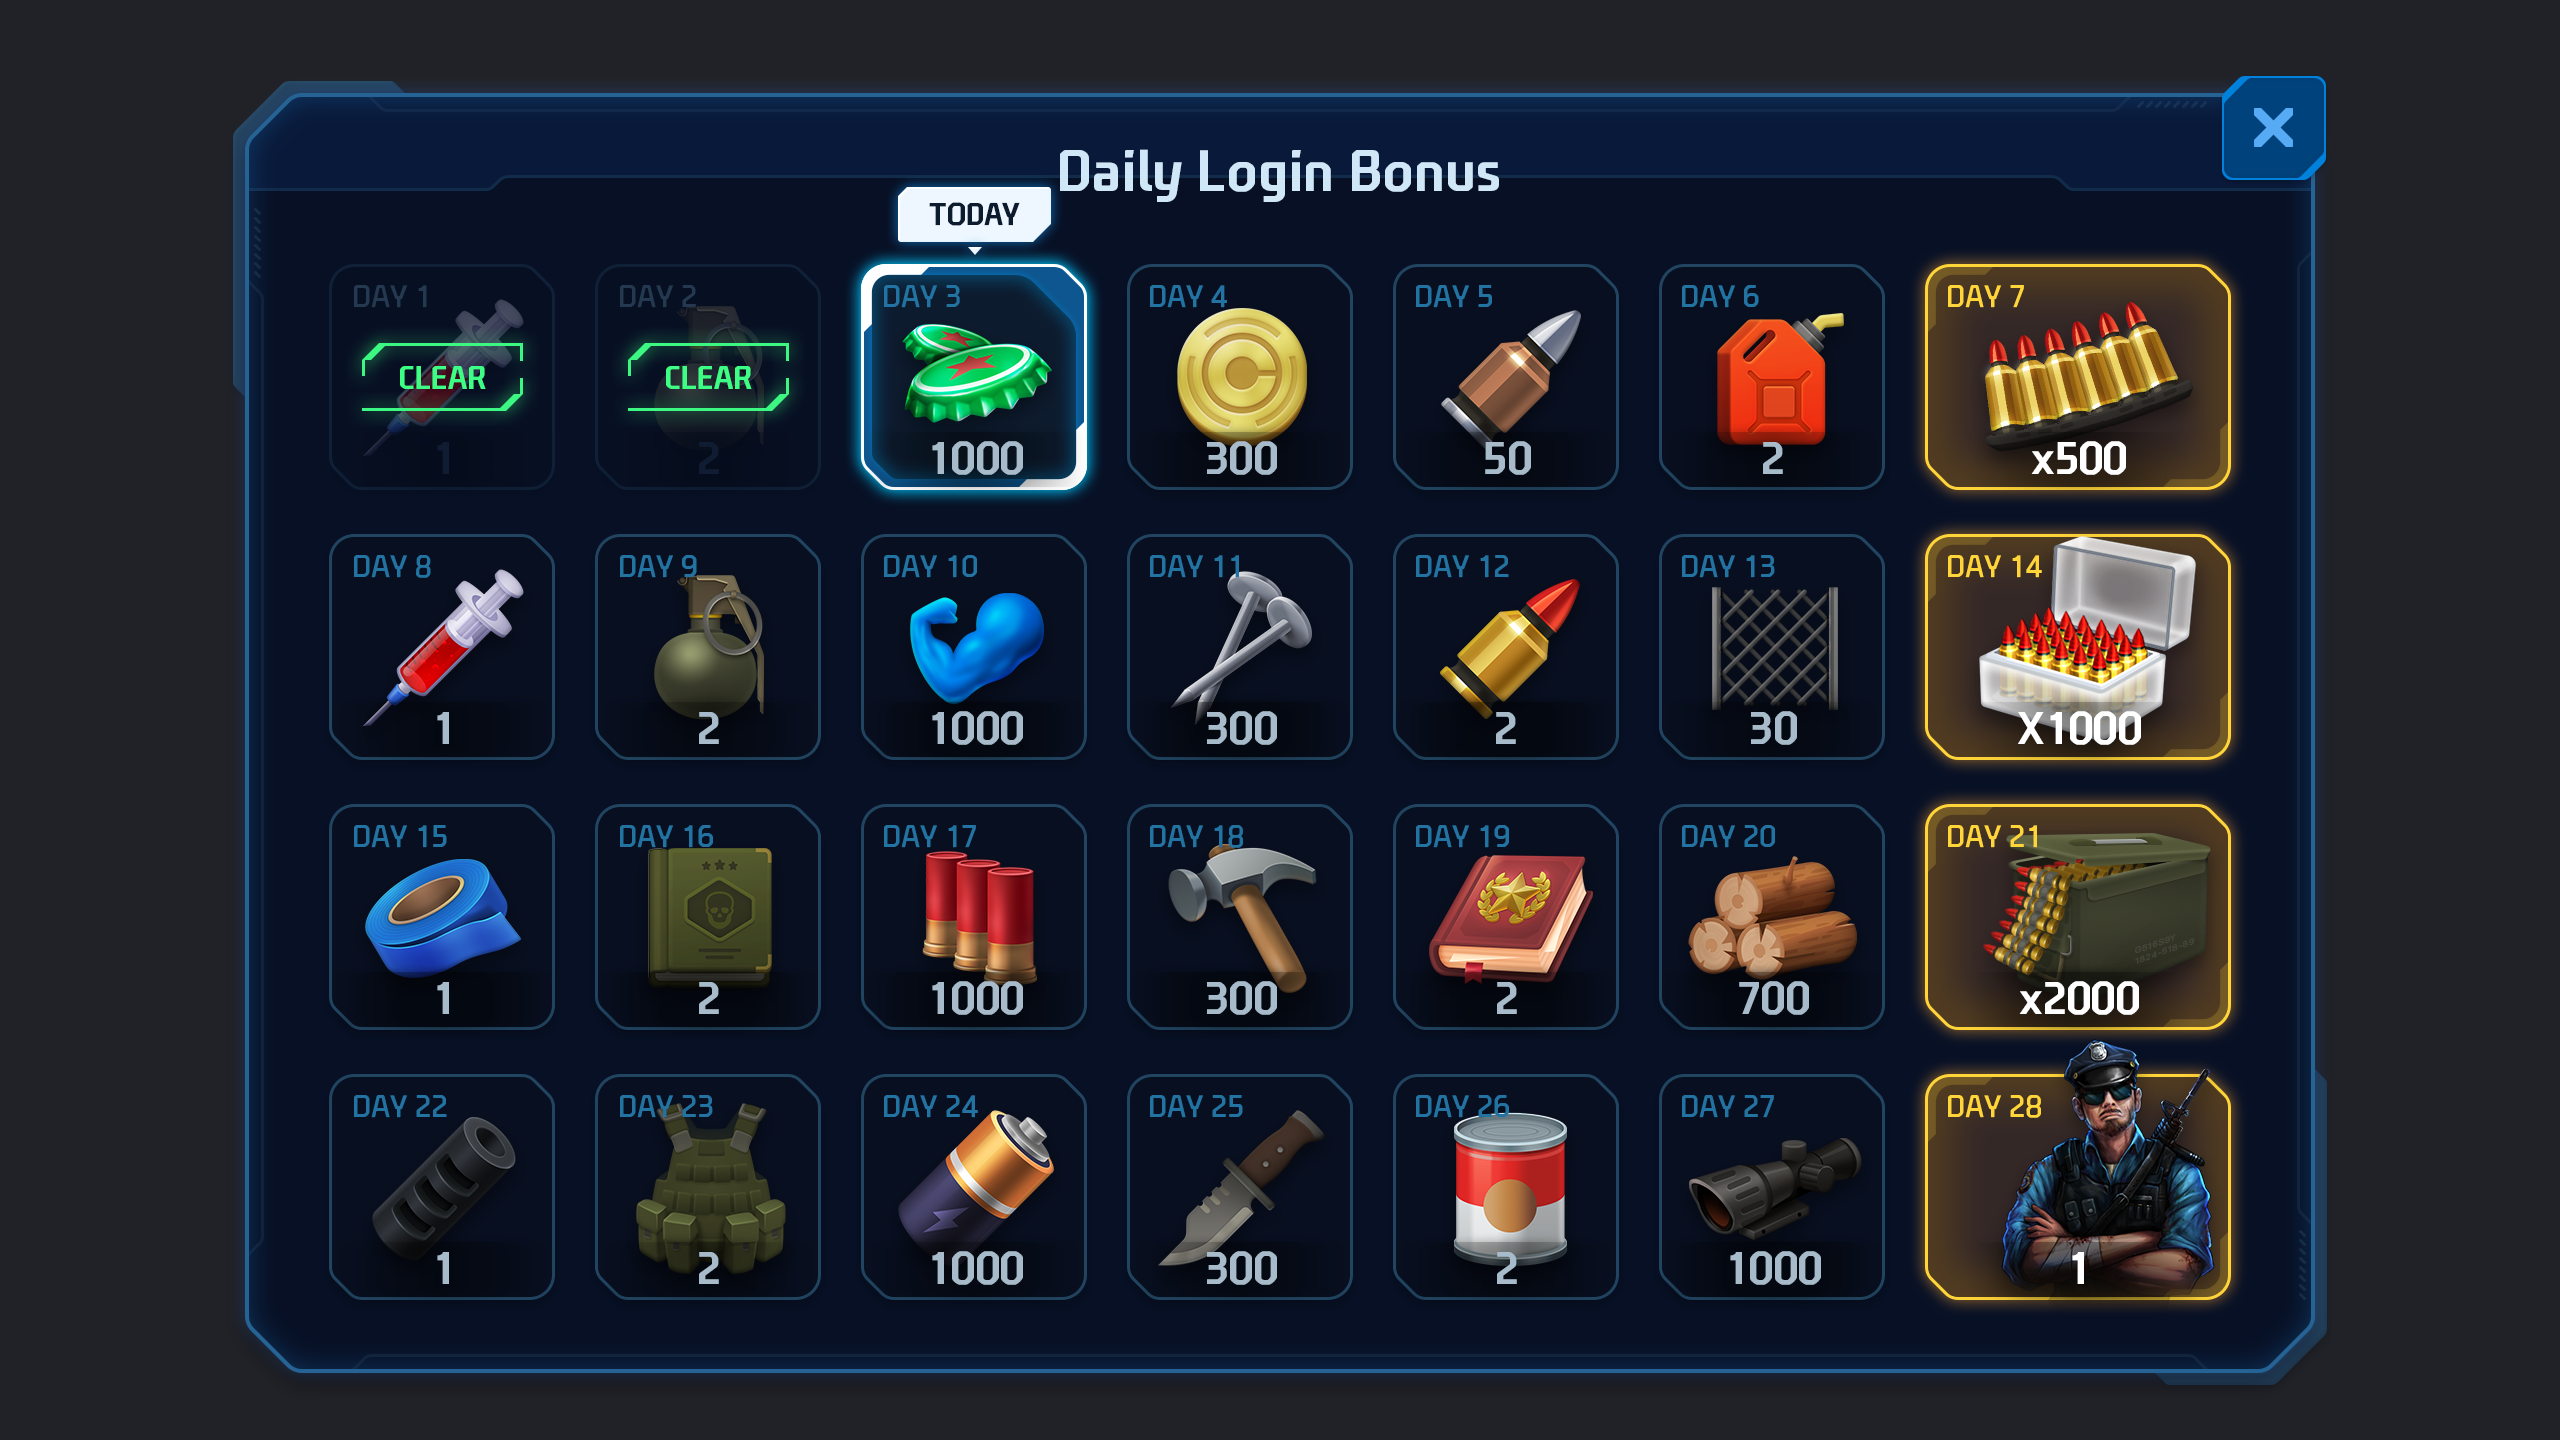 Daily Login Bonus
TODAY
DAY 1
CLEAR
1
DAY 2
CLEAR
2
DAY 3
1000
DAY 4
300
DAY 5
50
DAY 6
2
DAY 7
x500
DAY 8
1
DAY 9
2
DAY 10
1000
DAY 11
300
DAY 12
2
DAY 13
30
DAY 14
X1000
DAY 15
1
DAY 16
2
DAY 17
1000
DAY 18
300
DAY 19
2
DAY 20
700
DAY 21
x2000
DAY 22
1
DAY 23
2
DAY 24
1000
DAY 25
300
DAY 26
2
DAY 27
1000
DAY 28
1